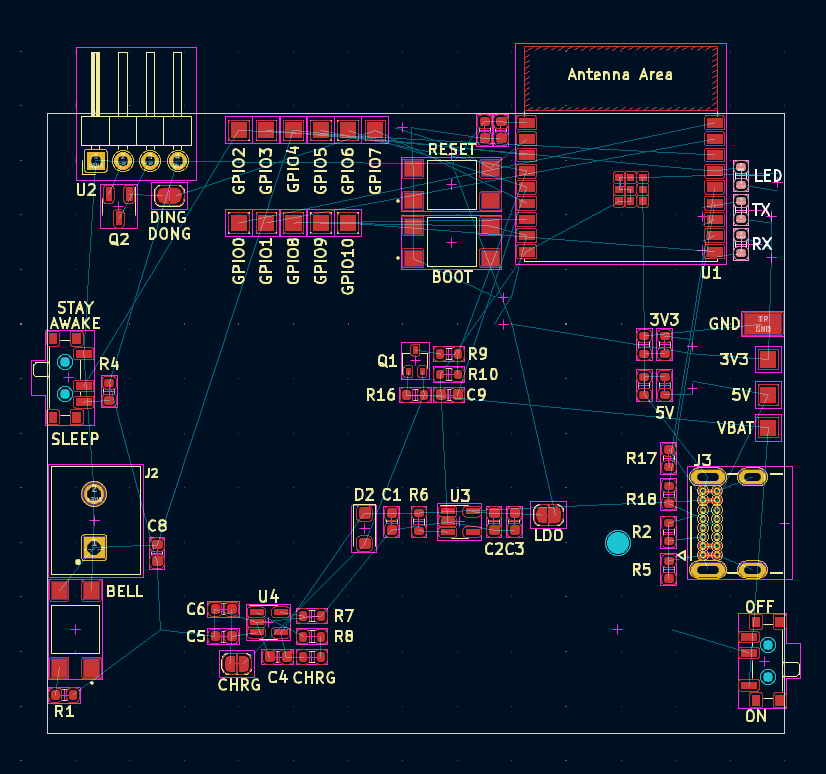 Antenna Area
RESET
LED
U2
GPIO2
GPIO3
GPIO4
GPIO5
GPIO6
GPIO7
DING
DONG
TX
Q2
RX
GPIO0
GPIO1
GPIO8
GPIO9
GPIO10
BOOT
U1
STAY
AWAKE
3V3
GND
TP
GND
Q1
R9
3V3
R4
R10
R16
C9
5V
5V
VBAT
SLEEP
R17
J3
J2
R18
D2
C1
R6
U3
C8
R2
LDO
C2
C3
R5
BELL
U4
OFF
C6
R7
C5
R8
C4
CHRG
CHRG
R1
ON